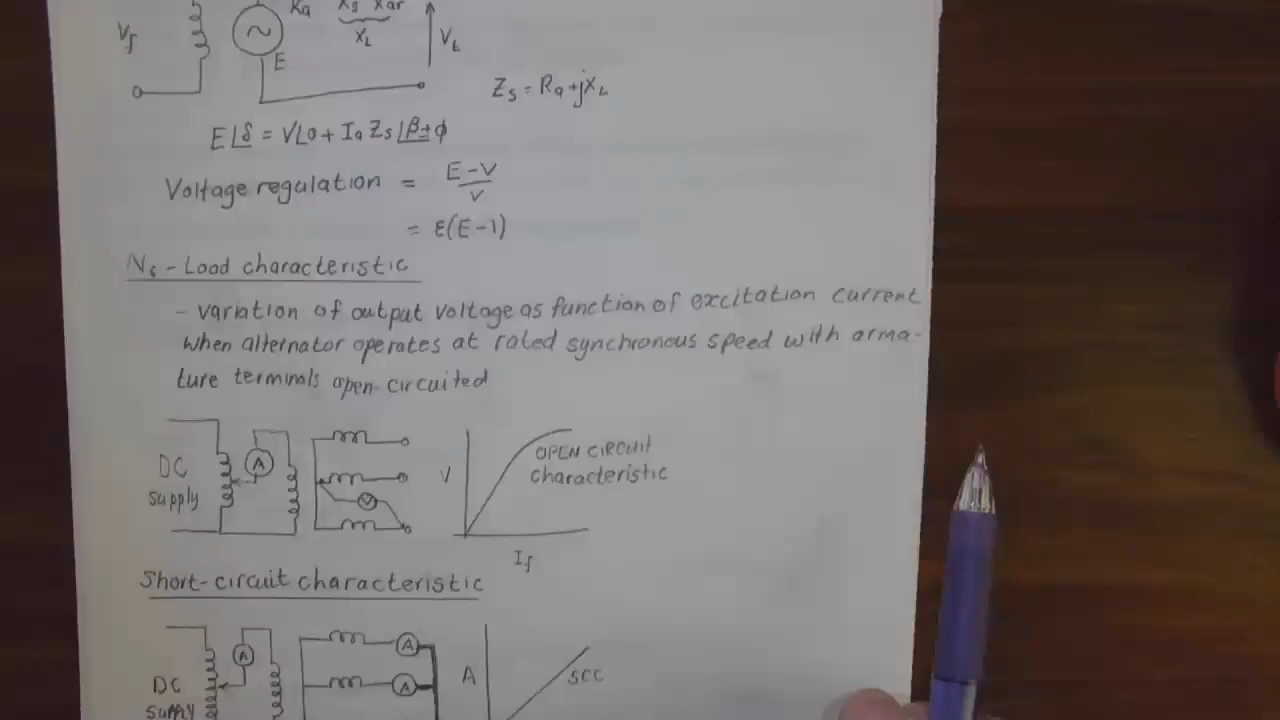 Ra Xs Xar
Vf
XL
VL
E
Zs = Ra+jXL
E∠δ = V∠0 + Ia Zs∠β±φ
Voltage regulation = E-V/V
= ε(E-1)
Ns - Load characteristic
- variation of output voltage as function of excitation current
when alternator operates at rated synchronous speed with arma-
ture terminals open-circuited
DC
supply
A
V
V
OPEN CIRCUIT
characteristic
If
Short-circuit characteristic
DC
supply
A
A
A
A
SCC